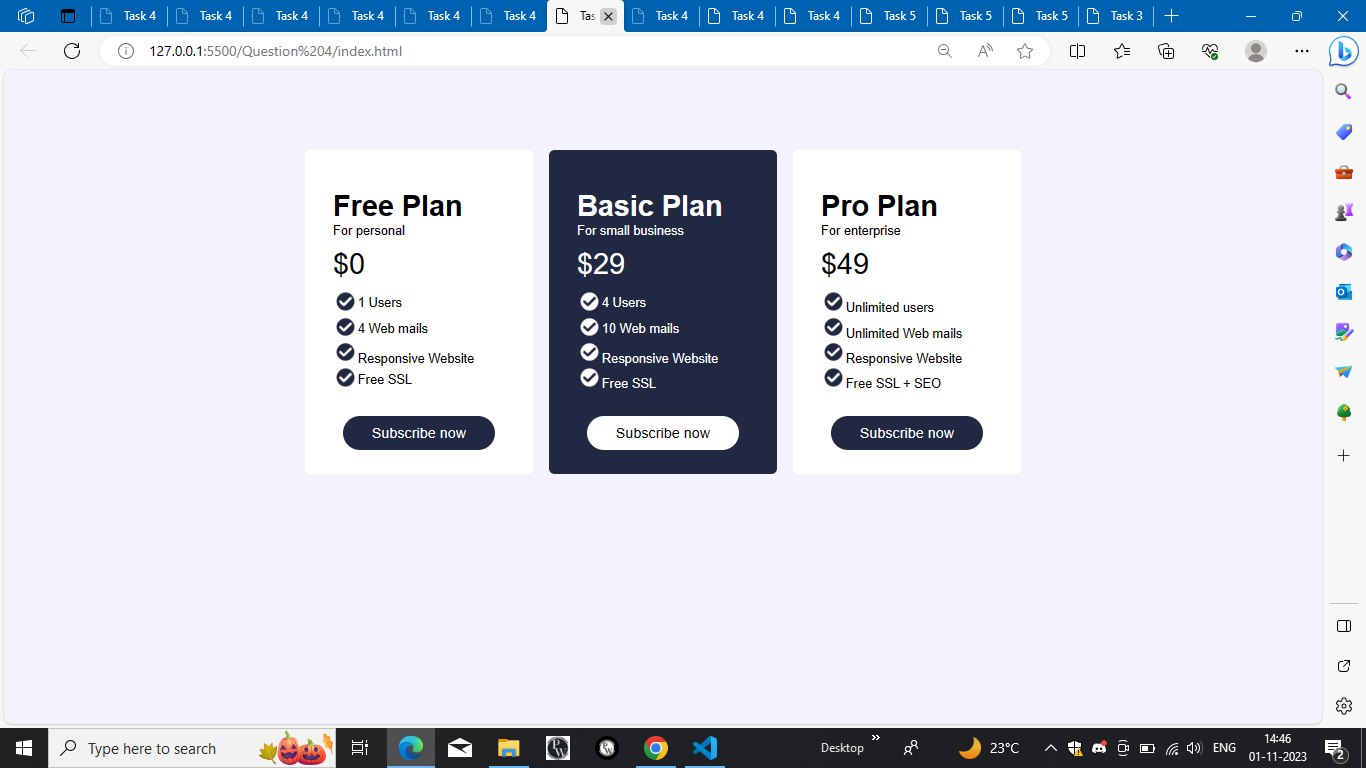 Task 4 Task 4 Task 4 Task 4 Task 4 Task 4 Tas Task 4 Task 4 Task 4 Task 5 Task 5 Task 5 Task 3
127.0.0.1:5500/Question%204/index.html
Free Plan
For personal
$0
1 Users
4 Web mails
Responsive Website
Free SSL
Subscribe now
Basic Plan
For small business
$29
4 Users
10 Web mails
Responsive Website
Free SSL
Subscribe now
Pro Plan
For enterprise
$49
Unlimited users
Unlimited Web mails
Responsive Website
Free SSL + SEO
Subscribe now
Type here to search
Desktop
23°C
ENG
14:46
01-11-2023
2